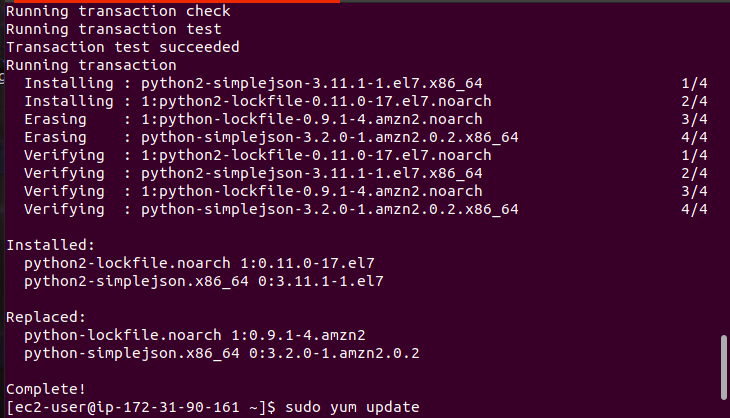 Running transaction check
Running transaction test
Transaction test succeeded
Running transaction
  Installing : python2-simplejson-3.11.1-1.el7.x86_64 1/4
  Installing : 1:python2-lockfile-0.11.0-17.el7.noarch 2/4
  Erasing    : 1:python-lockfile-0.9.1-4.amzn2.noarch 3/4
  Erasing    : python-simplejson-3.2.0-1.amzn2.0.2.x86_64 4/4
  Verifying  : 1:python2-lockfile-0.11.0-17.el7.noarch 1/4
  Verifying  : python2-simplejson-3.11.1-1.el7.x86_64 2/4
  Verifying  : 1:python-lockfile-0.9.1-4.amzn2.noarch 3/4
  Verifying  : python-simplejson-3.2.0-1.amzn2.0.2.x86_64 4/4
Installed:
  python2-lockfile.noarch 1:0.11.0-17.el7
  python2-simplejson.x86_64 0:3.11.1-1.el7
Replaced:
  python-lockfile.noarch 1:0.9.1-4.amzn2
  python-simplejson.x86_64 0:3.2.0-1.amzn2.0.2
Complete!
[ec2-user@ip-172-31-90-161 ~]$ sudo yum update